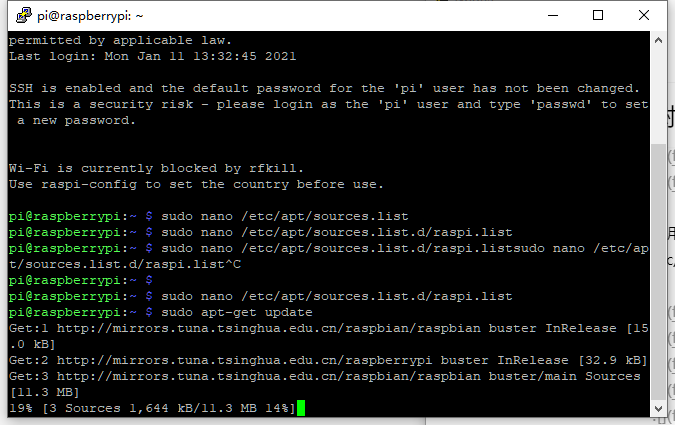 pi@raspberrypi: ~
permitted by applicable law.
Last login: Mon Jan 11 13:32:45 2021
SSH is enabled and the default password for the 'pi' user has not been changed.
This is a security risk - please login as the 'pi' user and type 'passwd' to set
 a new password.
Wi-Fi is currently blocked by rfkill.
Use raspi-config to set the country before use.
pi@raspberrypi:~ $ sudo nano /etc/apt/sources.list
pi@raspberrypi:~ $ sudo nano /etc/apt/sources.list.d/raspi.list
pi@raspberrypi:~ $ sudo nano /etc/apt/sources.list.d/raspi.listsudo nano /etc/ap
t/sources.list.d/raspi.list^C
pi@raspberrypi:~ $
pi@raspberrypi:~ $ sudo nano /etc/apt/sources.list.d/raspi.list
pi@raspberrypi:~ $ sudo apt-get update
Get:1 http://mirrors.tuna.tsinghua.edu.cn/raspbian/raspbian buster InRelease [15
.0 kB]
Get:2 http://mirrors.tuna.tsinghua.edu.cn/raspberrypi buster InRelease [32.9 kB]
Get:3 http://mirrors.tuna.tsinghua.edu.cn/raspbian/raspbian buster/main Sources
[11.3 MB]
19% [3 Sources 1,644 kB/11.3 MB 14%]